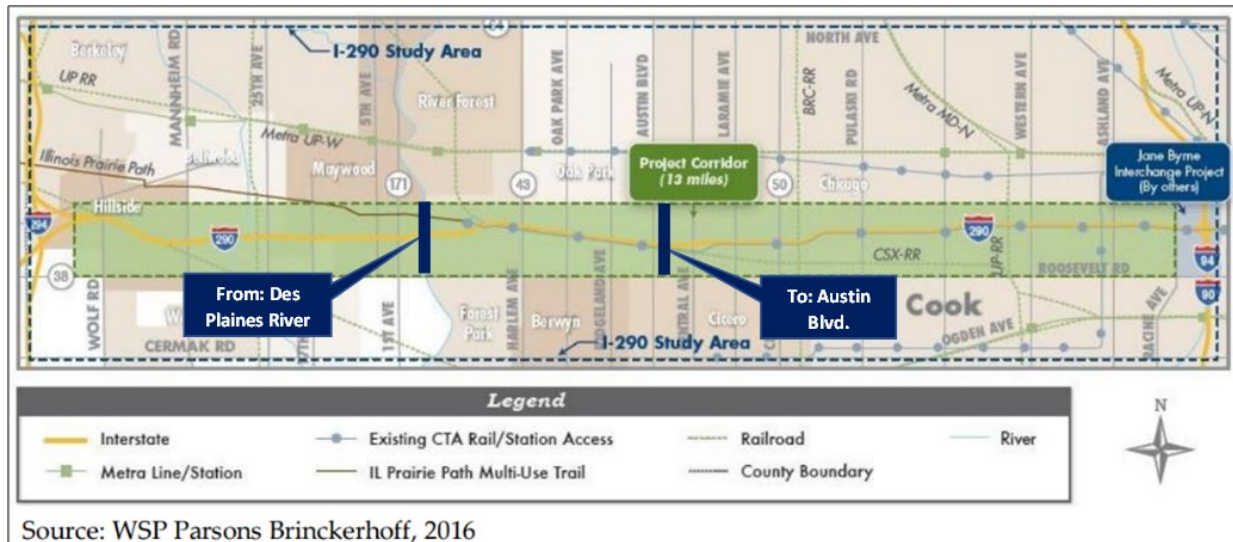 64
I-290 Study Area
NORTH AVE
Berkeley
UP RR
MANNHEIM RD
25TH AVE
5TH AVE
River Forest
OAK PARK AVE
AUSTIN BLVD
LARAMIE AVE
BRC-RR
PULASKI RD
Metra MD-N
WESTERN AVE
ASHLAND AVE
Metra UP-N
Metra UP-W
Illinois Prairie Path
Bellwood
Maywood
171
43
Oak Park
Project Corridor
(13 miles)
50
Chicago
Jane Byrne
Interchange Project
(By others)
Hillside
294
290
290
CSX-RR
UP-RR
ROOSEVELT RD
94
38
From: Des
Plaines River
To: Austin
Blvd.
90
WOLF RD
CERMAK RD
1ST AVE
Forest
Park
HARLEM AVE
Berwyn
Cicero
Cook
OGDEN AVE
RACINE AVE
I-290 Study Area
Legend
N
Interstate
Existing CTA Rail/Station Access
Railroad
River
Metra Line/Station
IL Prairie Path Multi-Use Trail
County Boundary
Source: WSP Parsons Brinckerhoff, 2016